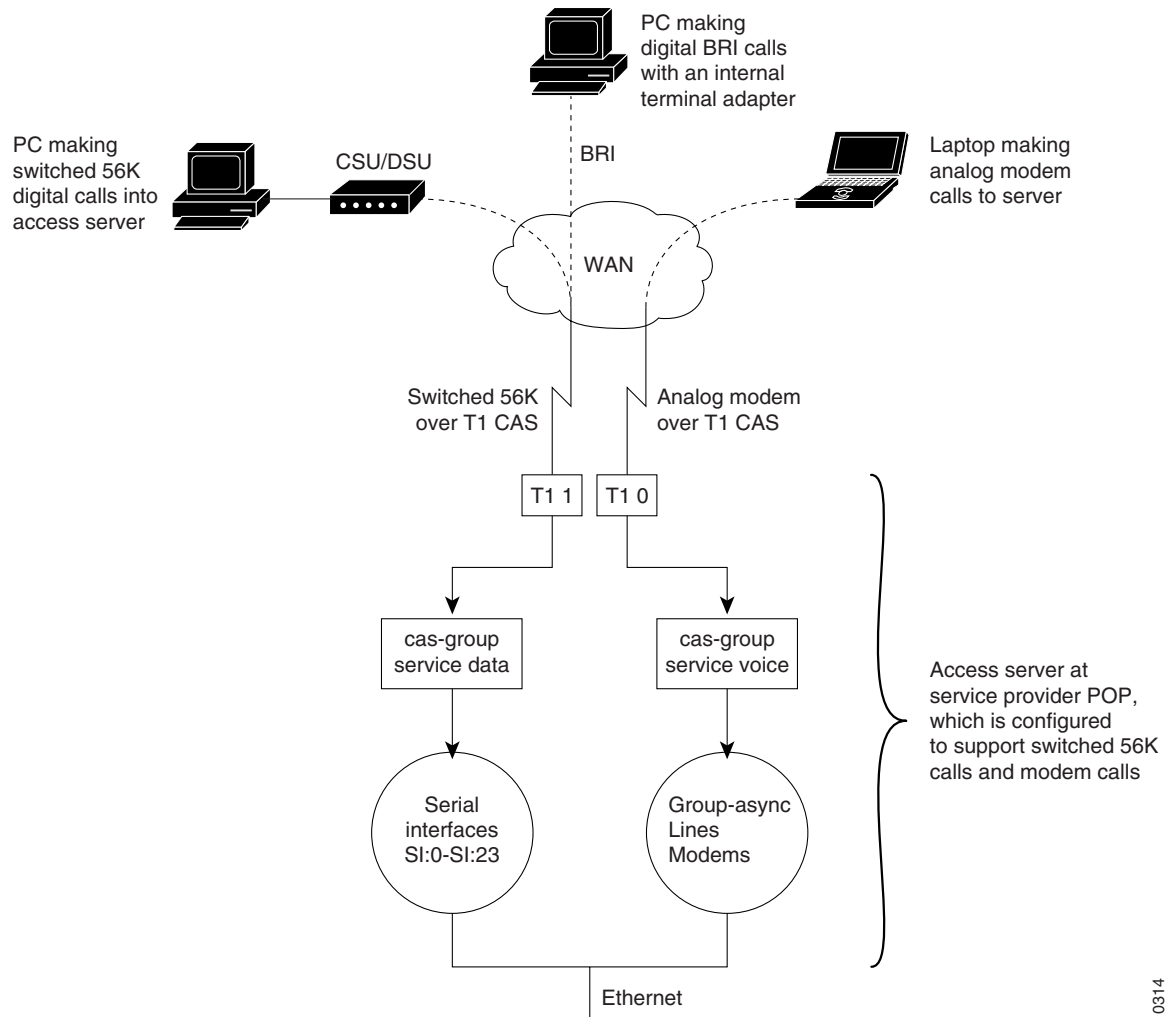 PC making
digital BRI calls
with an internal
terminal adapter
PC making
switched 56K
digital calls into
access server
CSU/DSU
BRI
Laptop making
analog modem
calls to server
WAN
Switched 56K
over T1 CAS
Analog modem
over T1 CAS
T1 1
T1 0
cas-group
service data
cas-group
service voice
Access server at
service provider POP,
which is configured
to support switched 56K
calls and modem calls
Serial
interfaces
SI:0-SI:23
Group-async
Lines
Modems
Ethernet
0314